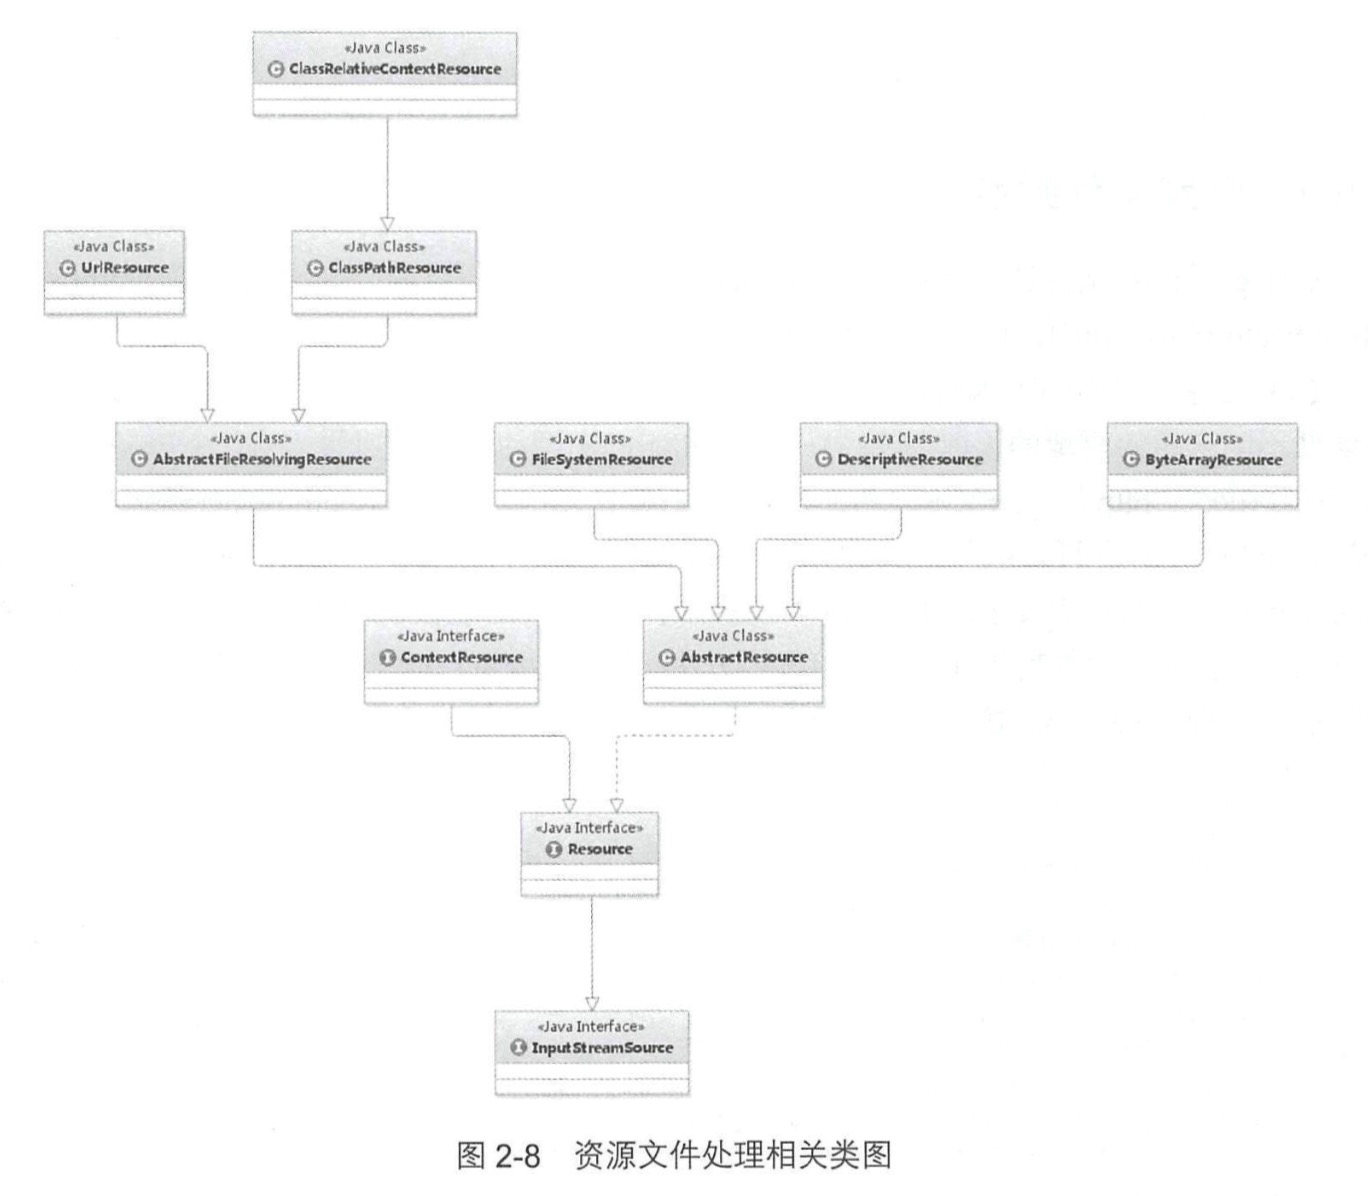 «Java Class»
ClassRelativeContextResource
«Java Class»
UrlResource
«Java Class»
ClassPathResource
«Java Class»
AbstractFileResolvingResource
«Java Class»
FileSystemResource
«Java Class»
DescriptiveResource
«Java Class»
ByteArrayResource
«Java Interface»
ContextResource
«Java Class»
AbstractResource
«Java Interface»
Resource
«Java Interface»
InputStreamSource
图 2-8 资源文件处理相关类图